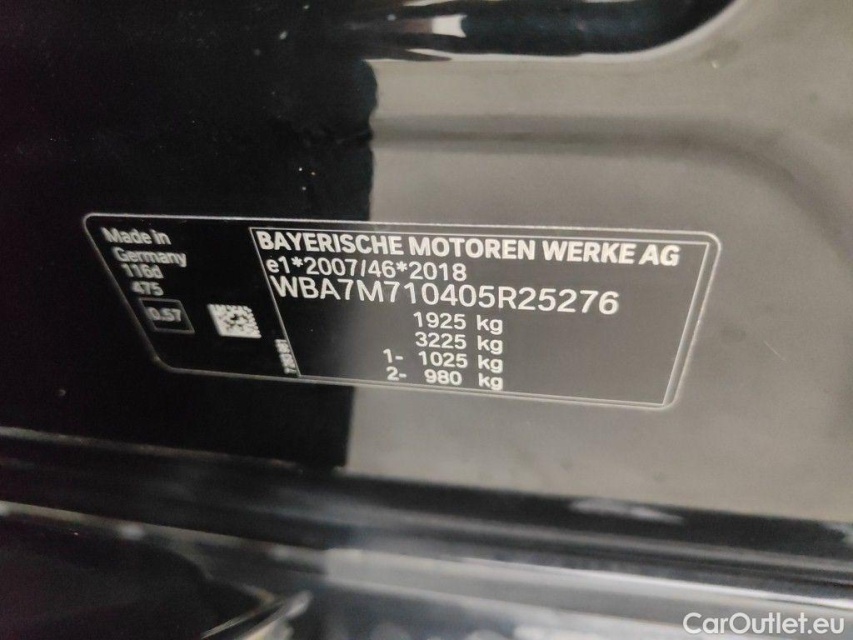 Made in
Germany
116d
475
0.57
BAYERISCHE MOTOREN WERKE AG
e1*2007/46*2018
WBA7M710405R25276
1925 kg
3225 kg
1- 1025 kg
2- 980 kg
CarOutlet.eu